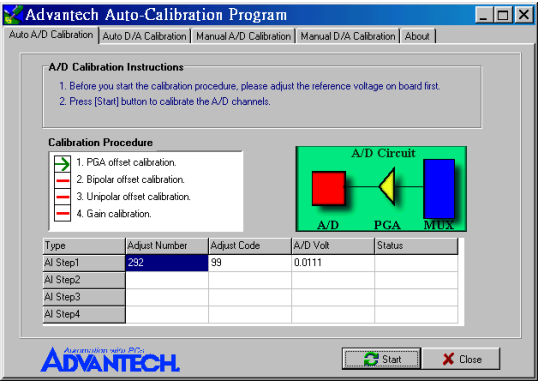 Advantech Auto-Calibration Program
Auto A/D Calibration Auto D/A Calibration Manual A/D Calibration Manual D/A Calibration About
A/D Calibration Instructions
1. Before you start the calibration procedure, please adjust the reference voltage on board first.
2. Press [Start] button to calibrate the A/D channels.
Calibration Procedure
1. PGA offset calibration.
2. Bipolar offset calibration.
3. Unipolar offset calibration.
4. Gain calibration.
A/D Circuit
A/D PGA MUX
Type Adjust Number Adjust Code A/D Volt Status
AI Step1 292 99 0.0111
AI Step2
AI Step3
AI Step4
Automation with PCs
ADVANTECH
Start Close